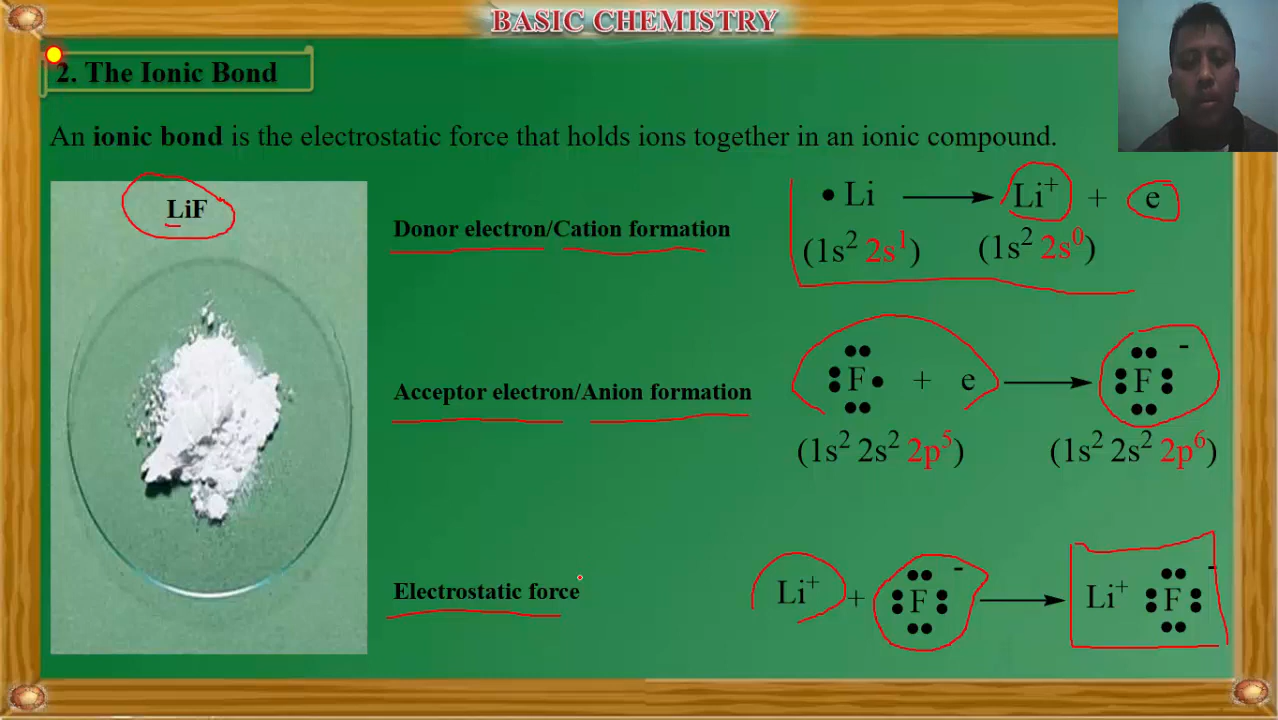 BASIC CHEMISTRY
2. The Ionic Bond
An ionic bond is the electrostatic force that holds ions together in an ionic compound.
LiF
Donor electron/Cation formation
• Li ⟶ Li⁺ + e
(1s² 2s¹) (1s² 2s⁰)
Acceptor electron/Anion formation
F + e ⟶ F -
(1s² 2s² 2p⁵) (1s² 2s² 2p⁶)
Electrostatic force
Li⁺ + F - ⟶ Li⁺ F -